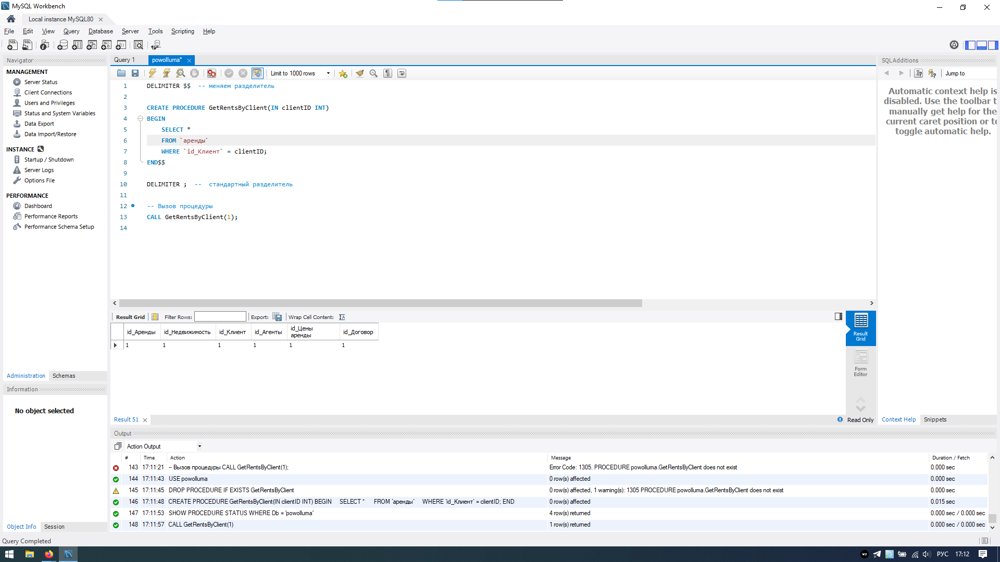 MySQL Workbench
Local instance MySQL80
File Edit View Query Database Server Tools Scripting Help
Navigator
MANAGEMENT
Server Status
Client Connections
Users and Privileges
Status and System Variables
Data Export
Data Import/Restore
INSTANCE
Startup / Shutdown
Server Logs
Options File
PERFORMANCE
Dashboard
Performance Reports
Performance Schema Setup
Administration Schemas
Information
No object selected
Object Info Session
Query Completed
Query 1 powolluma*
Limit to 1000 rows
1 DELIMITER $$  -- меняем разделитель
2
3 CREATE PROCEDURE GetRentsByClient(IN clientID INT)
4 BEGIN
5 SELECT *
6 FROM `аренды`
7 WHERE `id_Клиент` = clientID;
8 END$$
9
10 DELIMITER ;  --  стандартный разделитель
11
12 -- Вызов процедуры
13 CALL GetRentsByClient(1);
14
Result Grid Filter Rows: Export: Wrap Cell Content:
id_Аренды id_Недвижимость id_Клиент id_Агенты id_Цены аренды id_Договор
1 1 1 1 1 1
Result Grid
Form Editor
Result 51
Read Only
SQLAdditions
Jump to
Automatic context help is
disabled. Use the toolbar t
manually get help for the
current caret position or to
toggle automatic help.
Context Help Snippets
Output
Action Output
# Time Action Message Duration / Fetch
143 17:11:21 -- Вызов процедуры CALL GetRentsByClient(1); Error Code: 1305. PROCEDURE powolluma.GetRentsByClient does not exist 0.000 sec
144 17:11:43 USE powolluma 0 row(s) affected 0.000 sec
145 17:11:45 DROP PROCEDURE IF EXISTS GetRentsByClient 0 row(s) affected, 1 warning(s): 1305 PROCEDURE powolluma.GetRentsByClient does not exist 0.000 sec
146 17:11:48 CREATE PROCEDURE GetRentsByClient(IN clientID INT) BEGIN SELECT * FROM `аренды` WHERE `id_Клиент` = clientID; END 0 row(s) affected 0.015 sec
147 17:11:53 SHOW PROCEDURE STATUS WHERE Db = 'powolluma' 4 row(s) returned 0.000 sec / 0.000 sec
148 17:11:57 CALL GetRentsByClient(1) 1 row(s) returned 0.000 sec / 0.000 sec
РУС 17:12